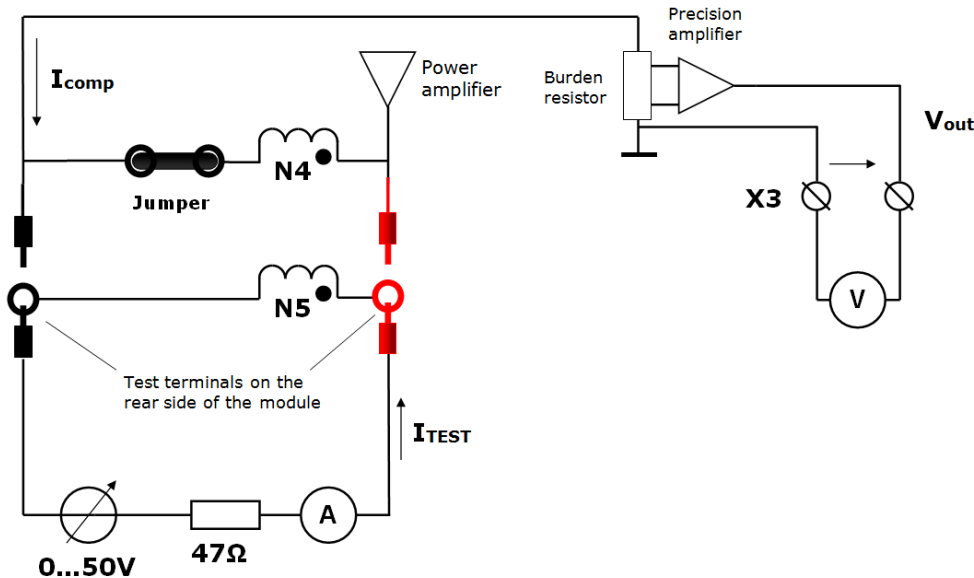 Precision
amplifier
I comp
Power
amplifier
Burden
resistor
Vout
N4
Jumper
X3
N5
V
Test terminals on the
rear side of the module
ITEST
A
47Ω
0...50V